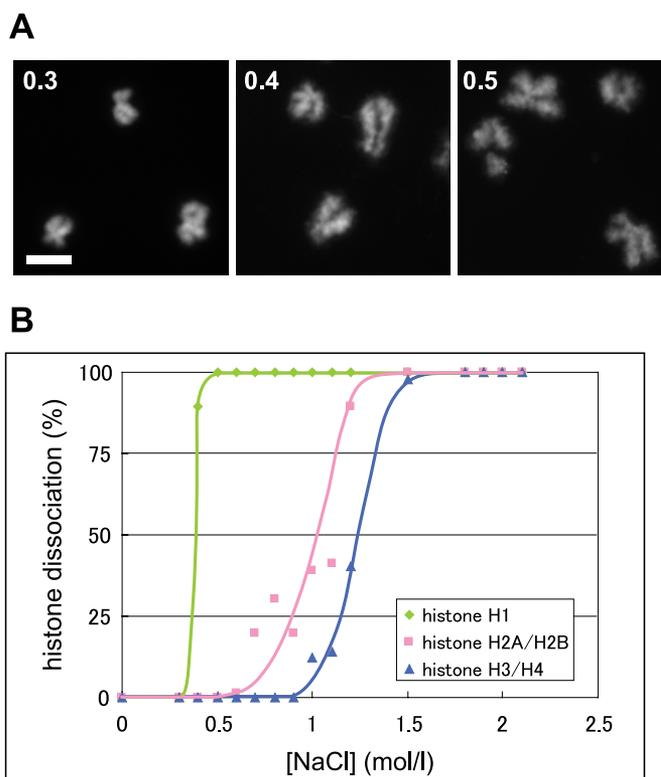 A
0.3
0.4
0.5
B
histone dissociation (%)
100
75
50
25
0
0
0.5
1
1.5
2
2.5
[NaCl] (mol/l)
histone H1
histone H2A/H2B
histone H3/H4